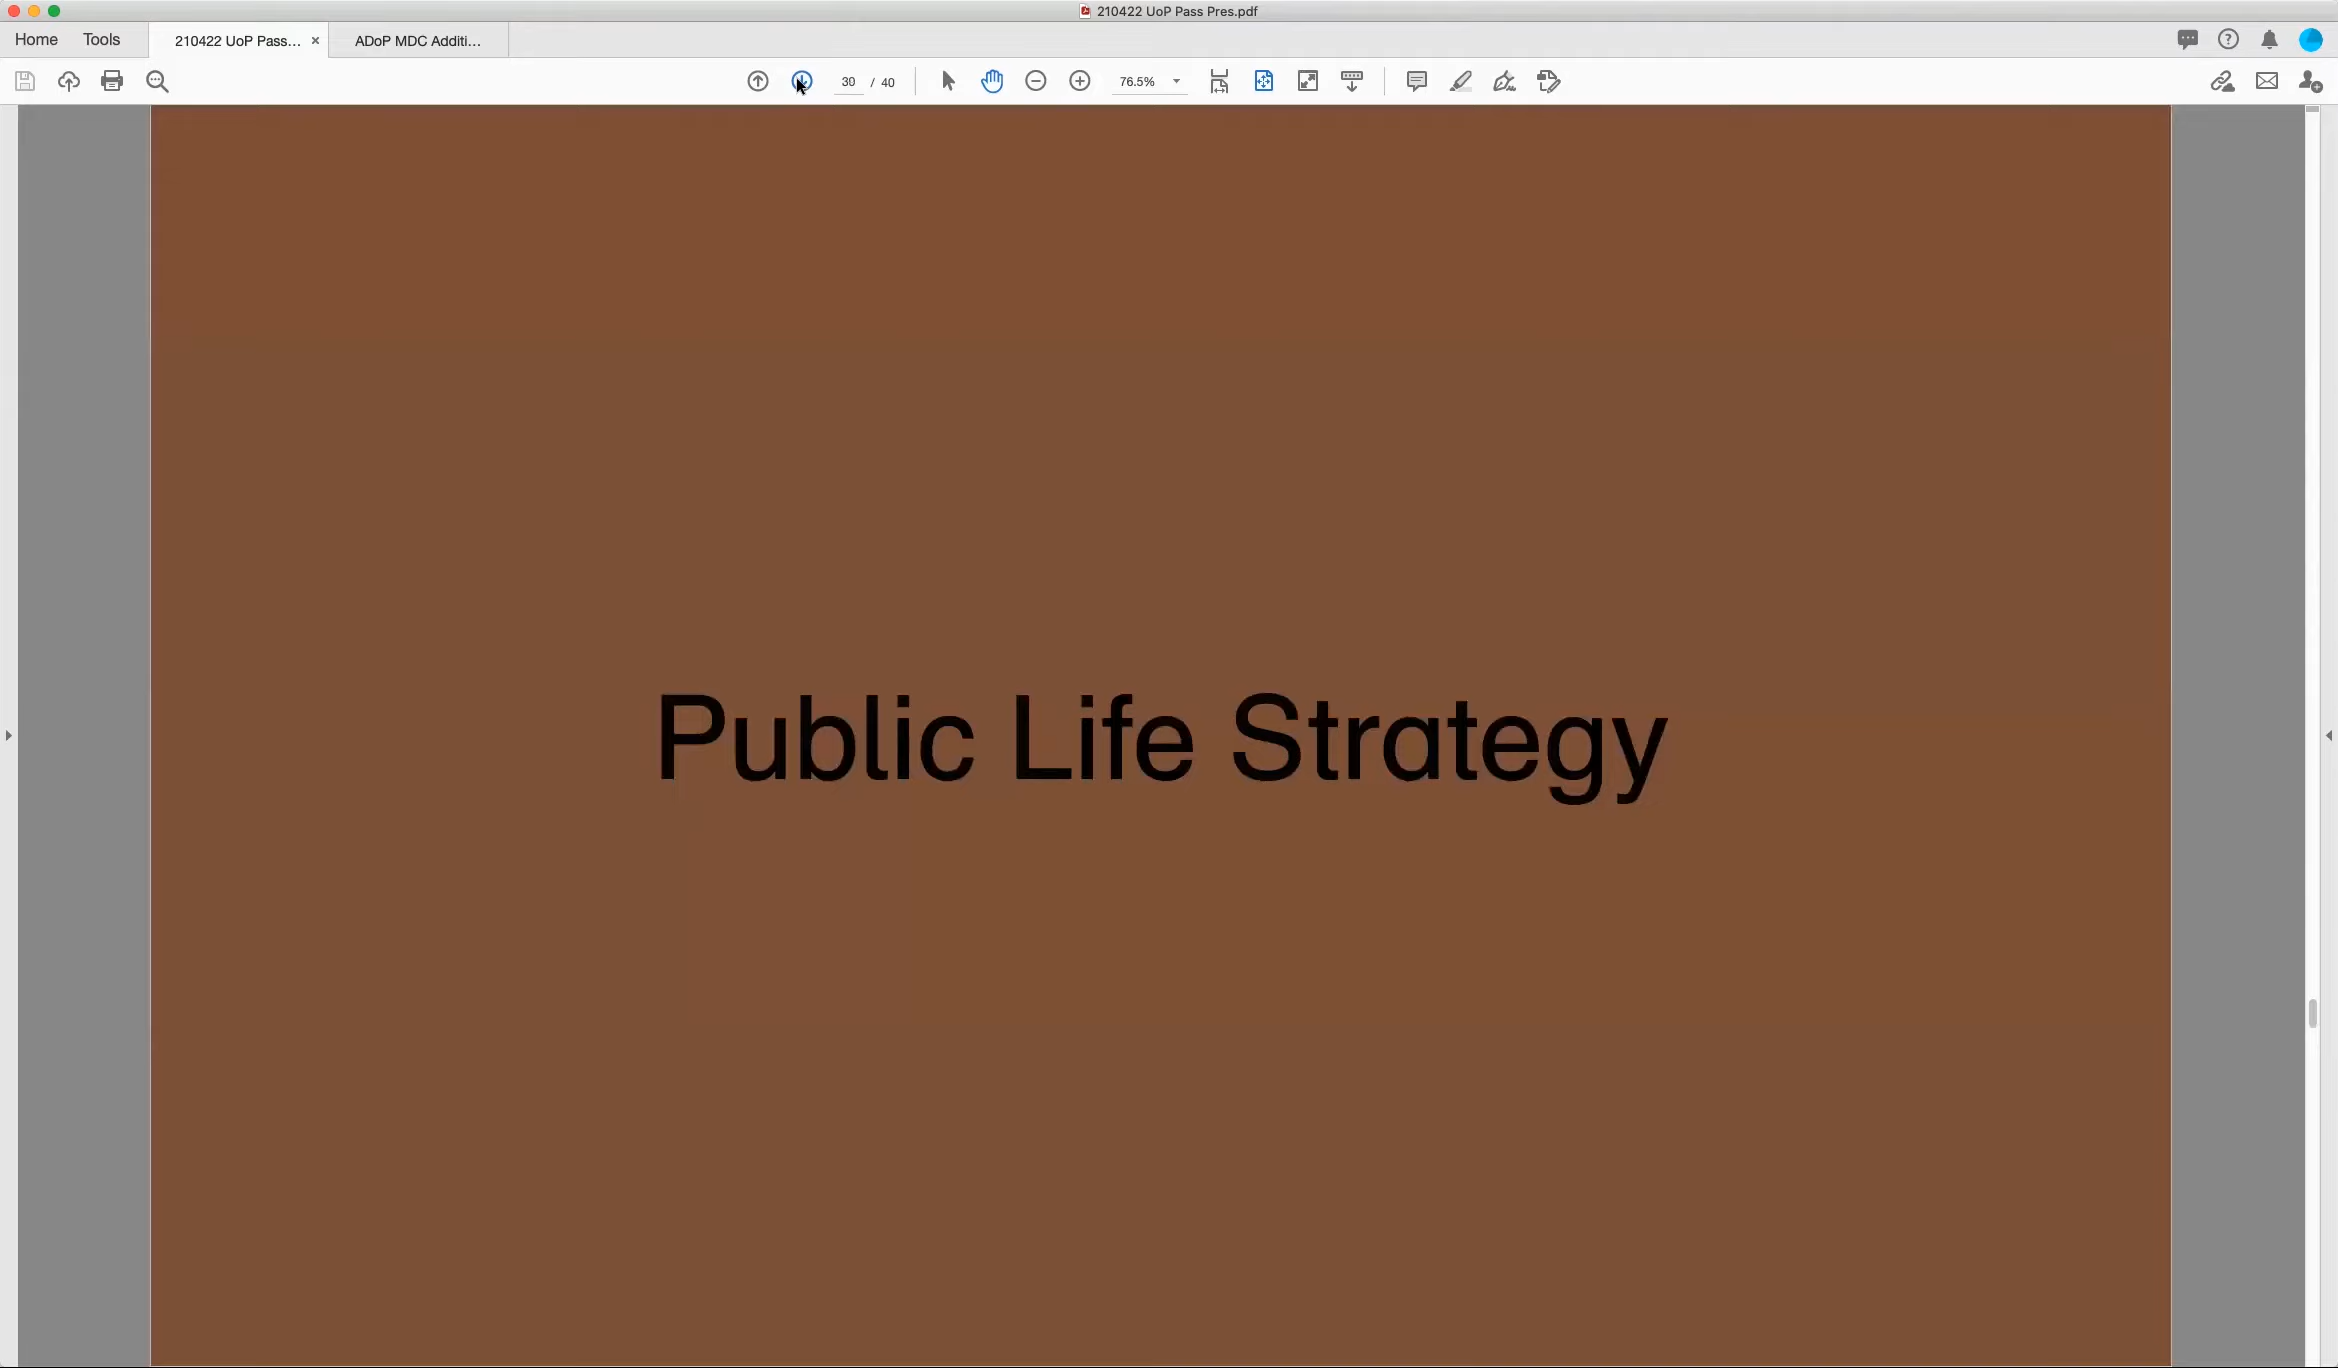 210422 UoP Pass Pres.pdf
Home Tools 210422 UoP Pass... × ADoP MDC Additi...
30 / 40 76.5%
Public Life Strategy